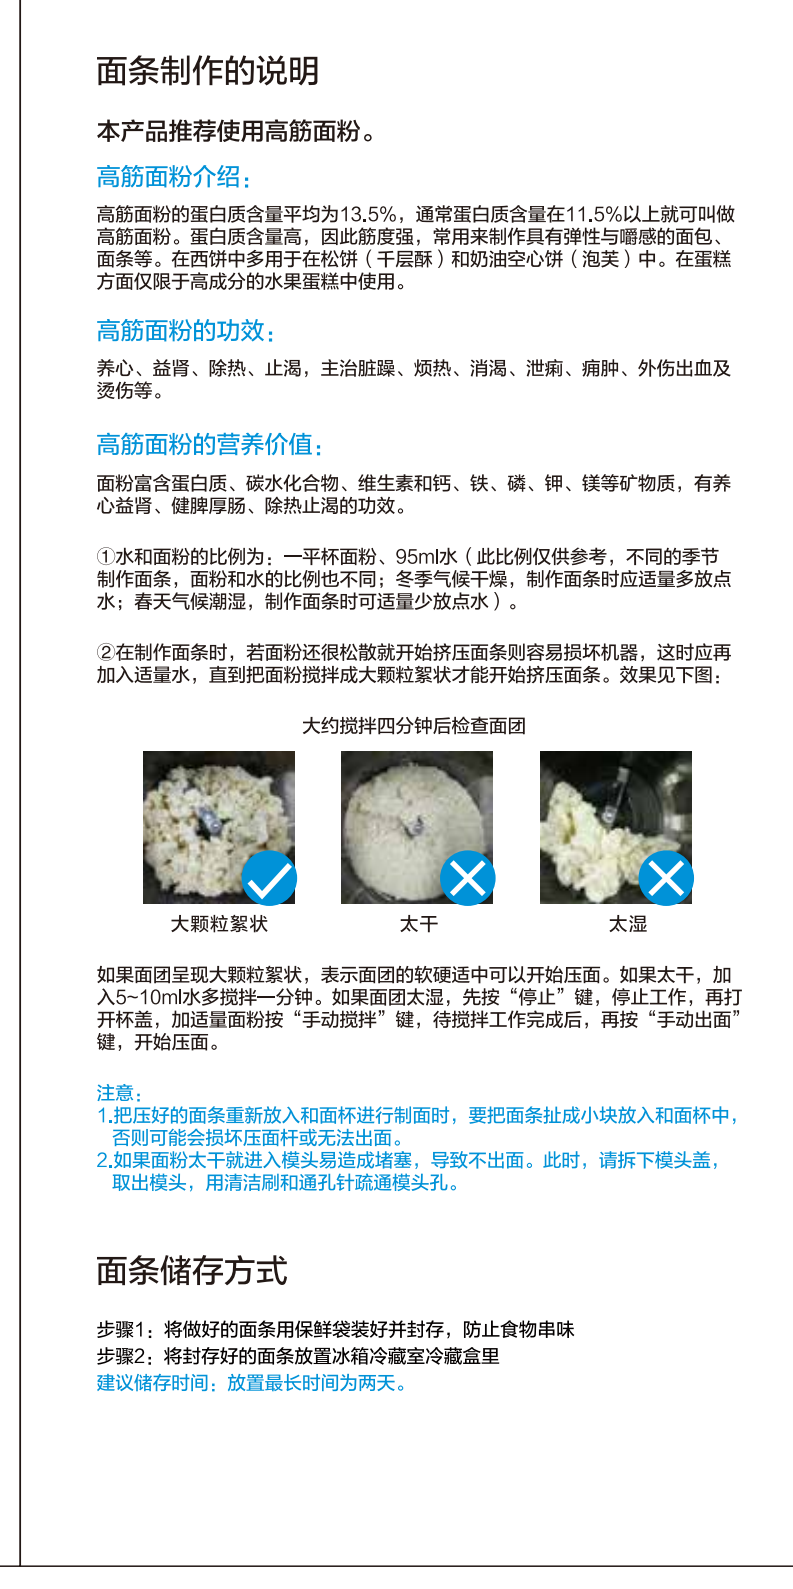 面条制作的说明
本产品推荐使用高筋面粉。
高筋面粉介绍：
高筋面粉的蛋白质含量平均为13.5%，通常蛋白质含量在11.5%以上就可叫做
高筋面粉。蛋白质含量高，因此筋度强，常用来制作具有弹性与嚼感的面包、
面条等。在西饼中多用于在松饼（千层酥）和奶油空心饼（泡芙）中。在蛋糕
方面仅限于高成分的水果蛋糕中使用。
高筋面粉的功效：
养心、益肾、除热、止渴，主治脏躁、烦热、消渴、泄痢、痈肿、外伤出血及
烫伤等。
高筋面粉的营养价值：
面粉富含蛋白质、碳水化合物、维生素和钙、铁、磷、钾、镁等矿物质，有养
心益肾、健脾厚肠、除热止渴的功效。
①水和面粉的比例为：一平杯面粉、95ml水（此比例仅供参考，不同的季节
制作面条，面粉和水的比例也不同；冬季气候干燥，制作面条时应适量多放点
水；春天气候潮湿，制作面条时可适量少放点水）。
②在制作面条时，若面粉还很松散就开始挤压面条则容易损坏机器，这时应再
加入适量水，直到把面粉搅拌成大颗粒絮状才能开始挤压面条。效果见下图：
大约搅拌四分钟后检查面团
大颗粒絮状 太干 太湿
如果面团呈现大颗粒絮状，表示面团的软硬适中可以开始压面。如果太干，加
入5~10ml水多搅拌一分钟。如果面团太湿，先按“停止”键，停止工作，再打
开杯盖，加适量面粉按“手动搅拌”键，待搅拌工作完成后，再按“手动出面”
键，开始压面。
注意：
1.把压好的面条重新放入和面杯进行制面时，要把面条扯成小块放入和面杯中，
否则可能会损坏压面杆或无法出面。
2.如果面粉太干就进入模头易造成堵塞，导致不出面。此时，请拆下模头盖，
取出模头，用清洁刷和通孔针疏通模头孔。
面条储存方式
步骤1：将做好的面条用保鲜袋装好并封存，防止食物串味
步骤2：将封存好的面条放置冰箱冷藏室冷藏盒里
建议储存时间：放置最长时间为两天。